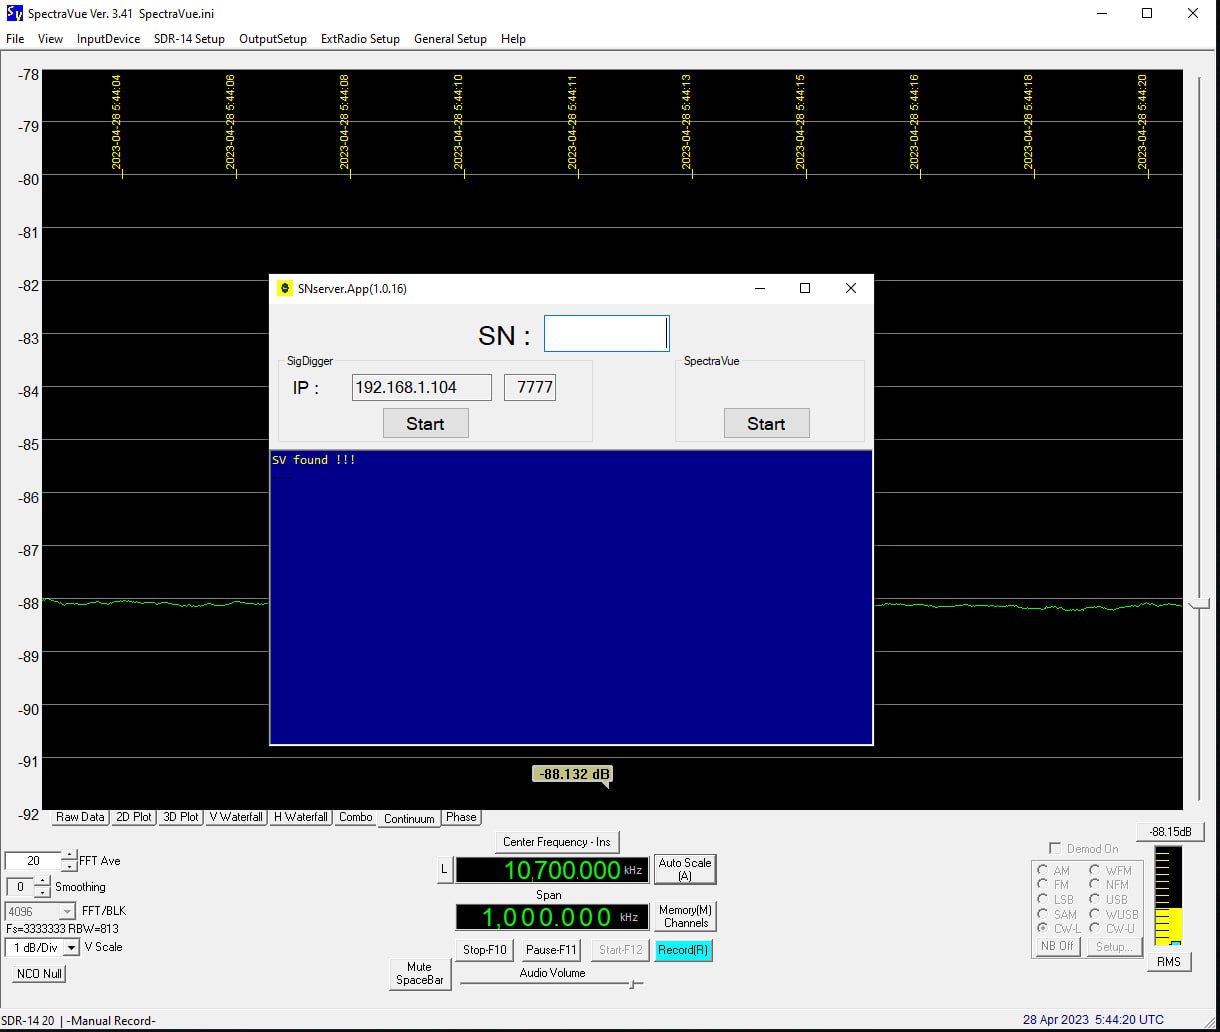 SpectraVue Ver. 3.41 SpectraVue.ini
File View InputDevice SDR-14 Setup OutputSetup ExtRadio Setup General Setup Help
2023-04-28 5:44:04
2023-04-28 5:44:06
2023-04-28 5:44:08
2023-04-28 5:44:10
2023-04-28 5:44:11
2023-04-28 5:44:13
2023-04-28 5:44:15
2023-04-28 5:44:16
2023-04-28 5:44:18
2023-04-28 5:44:20
-78
-79
-80
-81
-82
-83
-84
-85
-86
-87
-88
-89
-90
-91
-92
SNserver.App(1.0.16)
SN :
SigDigger
SpectraVue
IP : 192.168.1.104 7777
Start
Start
SV found !!!
-88.132 dB
Raw Data 2D Plot 3D Plot V Waterfall H Waterfall Combo Continuum Phase
20 FFT Ave
0 Smoothing
4096 FFT/BLK
Fs=3333333 RBW=813
1 dB/Div V Scale
NCO Null
Center Frequency - Ins
L 10,700.000 kHz
Auto Scale
(A)
Span
1,000.000 kHz
Memory(M)
Channels
Stop-F10 Pause-F11 Start-F12 Record(R)
Mute
SpaceBar
Audio Volume
-88.15dB
Demod On
AM WFM
FM NFM
LSB USB
SAM WUSB
CW-L CW-U
NB Off Setup...
RMS
SDR-14 20 | -Manual Record-
28 Apr 2023 5:44:20 UTC